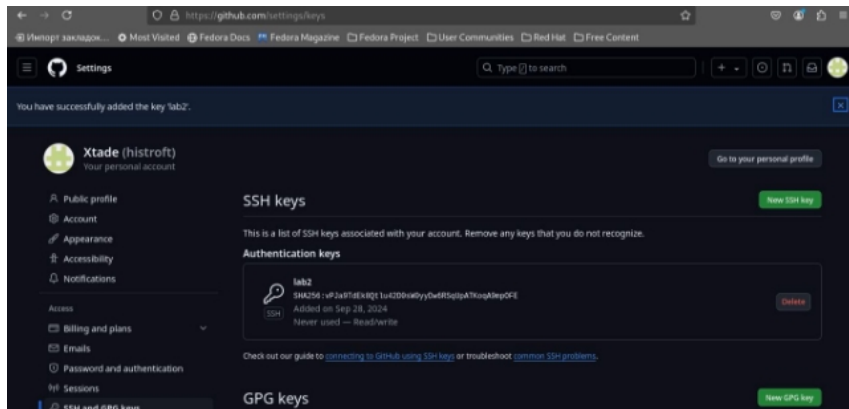 https://github.com/settings/keys
Импорт закладок... Most Visited Fedora Docs Fedora Magazine Fedora Project User Communities Red Hat Free Content
Settings
Type / to search
You have successfully added the key 'lab2'.
Xtade (histroft)
Your personal account
Go to your personal profile
Public profile
Account
Appearance
Accessibility
Notifications
Access
Billing and plans
Emails
Password and authentication
Sessions
SSH and GPG keys
SSH keys
New SSH key
This is a list of SSH keys associated with your account. Remove any keys that you do not recognize.
Authentication keys
lab2
SSH
Added on Sep 28, 2024
Never used — Read/write
Delete
Check out our guide to connecting to GitHub using SSH keys or troubleshoot common SSH problems.
GPG keys
New GPG key